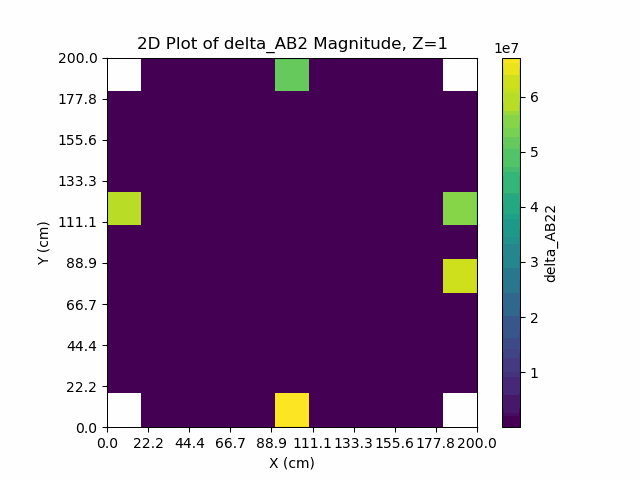 2D Plot of delta_AB2 Magnitude, Z=1
1e7
200.0
177.8
155.6
133.3
111.1
88.9
66.7
44.4
22.2
0.0
Y (cm)
0.0 22.2 44.4 66.7 88.9 111.1 133.3 155.6 177.8 200.0
X (cm)
6
5
4
3
2
1
delta_AB22